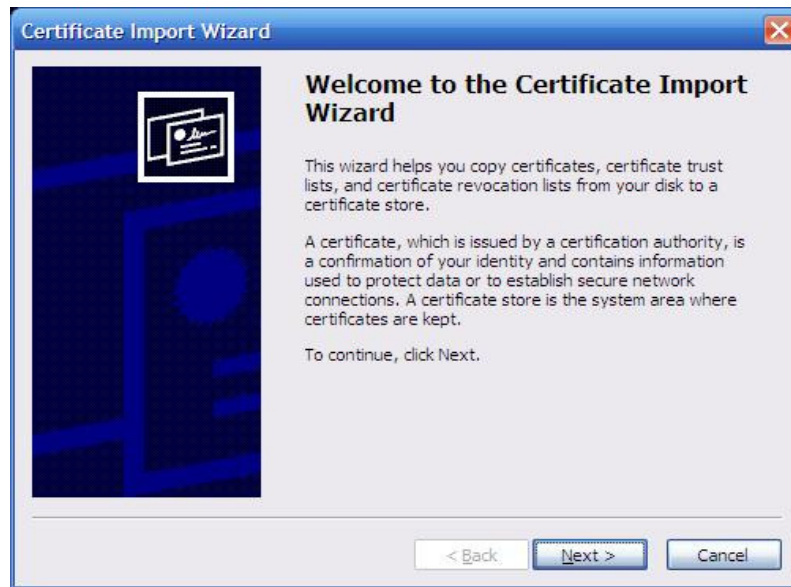 Certificate Import Wizard
Welcome to the Certificate Import
Wizard
This wizard helps you copy certificates, certificate trust
lists, and certificate revocation lists from your disk to a
certificate store.
A certificate, which is issued by a certification authority, is
a confirmation of your identity and contains information
used to protect data or to establish secure network
connections. A certificate store is the system area where
certificates are kept.
To continue, click Next.
< Back Next > Cancel